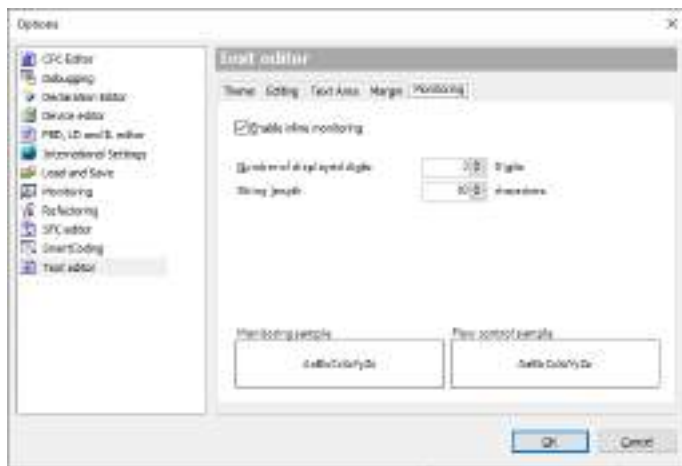 Options
CFC Editor
Debugging
Declaration Editor
Device editor
FBD, LD and IL editor
International Settings
Load and Save
Monitoring
Refactoring
SFC editor
SmartCoding
Text editor
Text editor
Theme Editing Text Area Margin Monitoring
Enable inline monitoring
Number of displayed digits Digits
String length characters
Monitoring sample
Flow control sample
AaBbCcXxYyZz
AaBbCcXxYyZz
OK Cancel